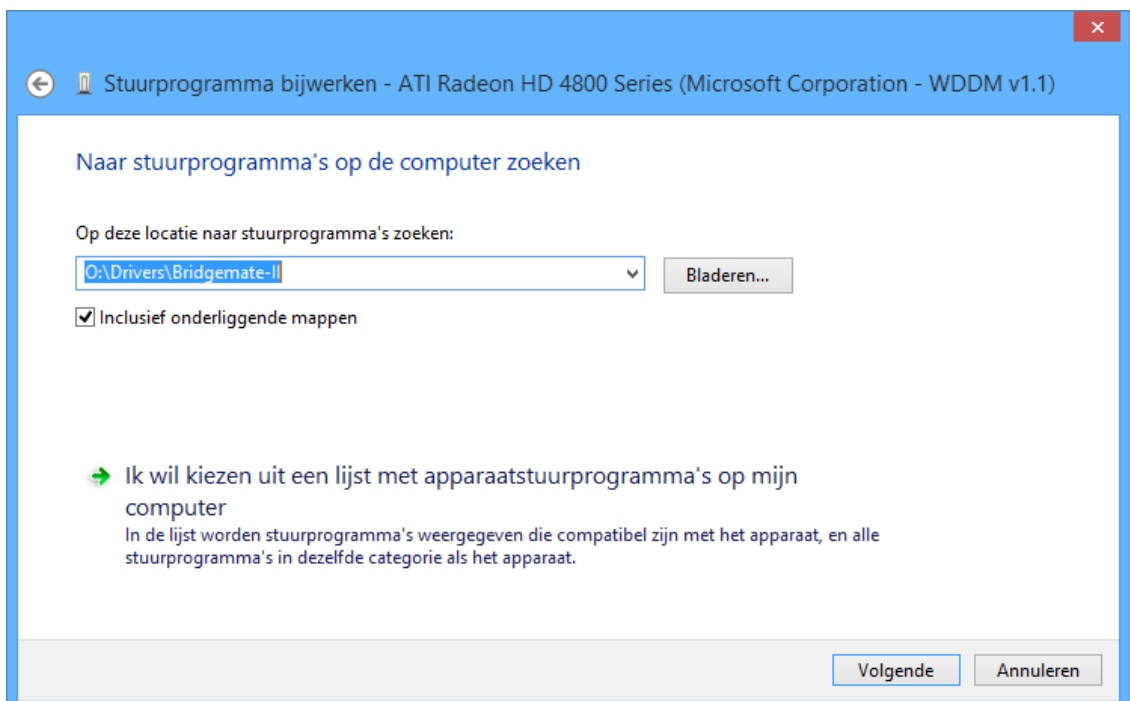 Stuurprogramma bijwerken - ATI Radeon HD 4800 Series (Microsoft Corporation - WDDM v1.1)
Naar stuurprogramma's op de computer zoeken
Op deze locatie naar stuurprogramma's zoeken:
O:\Drivers\Bridgemate-II
Bladeren...
Inclusief onderliggende mappen
Ik wil kiezen uit een lijst met apparaatstuurprogramma's op mijn
computer
In de lijst worden stuurprogramma's weergegeven die compatibel zijn met het apparaat, en alle
stuurprogramma's in dezelfde categorie als het apparaat.
Volgende
Annuleren